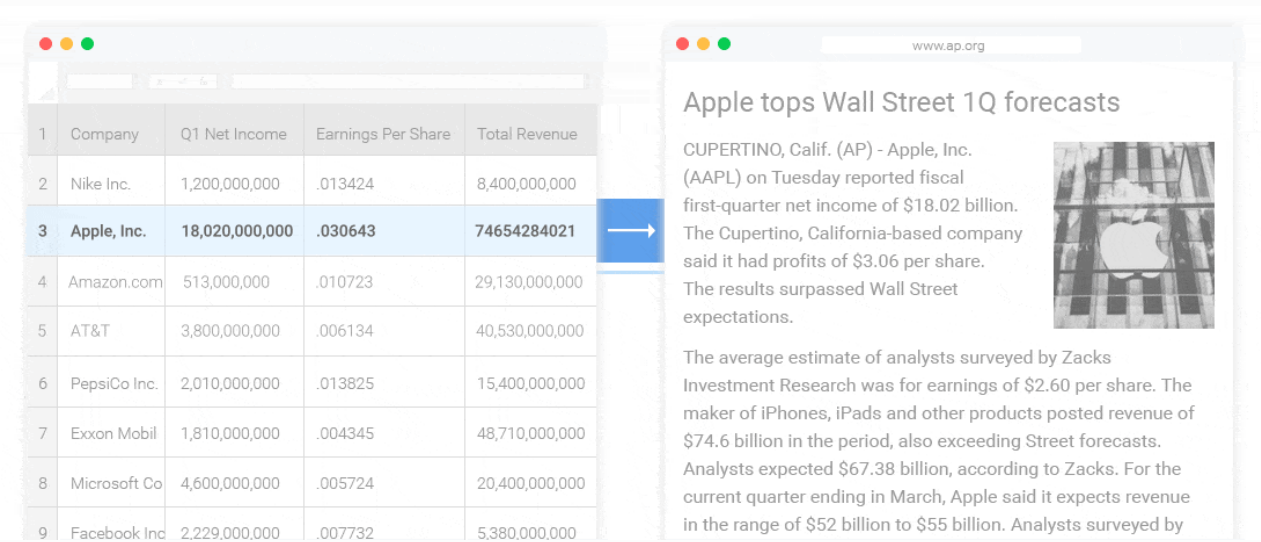 1 Company Q1 Net Income Earnings Per Share Total Revenue
2 Nike Inc. 1,200,000,000 .013424 8,400,000,000
3 Apple, Inc. 18,020,000,000 .030643 74654284021
4 Amazon.com 513,000,000 .010723 29,130,000,000
5 AT&T 3,800,000,000 .006134 40,530,000,000
6 PepsiCo Inc. 2,010,000,000 .013825 15,400,000,000
7 Exxon Mobil 1,810,000,000 .004345 48,710,000,000
8 Microsoft Co 4,600,000,000 .005724 20,400,000,000
9 Facebook Inc 2,229,000,000 .007732 5,380,000,000
www.ap.org
Apple tops Wall Street 1Q forecasts
CUPERTINO, Calif. (AP) - Apple, Inc.
(AAPL) on Tuesday reported fiscal
first-quarter net income of $18.02 billion.
The Cupertino, California-based company
said it had profits of $3.06 per share.
The results surpassed Wall Street
expectations.
The average estimate of analysts surveyed by Zacks
Investment Research was for earnings of $2.60 per share. The
maker of iPhones, iPads and other products posted revenue of
$74.6 billion in the period, also exceeding Street forecasts.
Analysts expected $67.38 billion, according to Zacks. For the
current quarter ending in March, Apple said it expects revenue
in the range of $52 billion to $55 billion. Analysts surveyed by